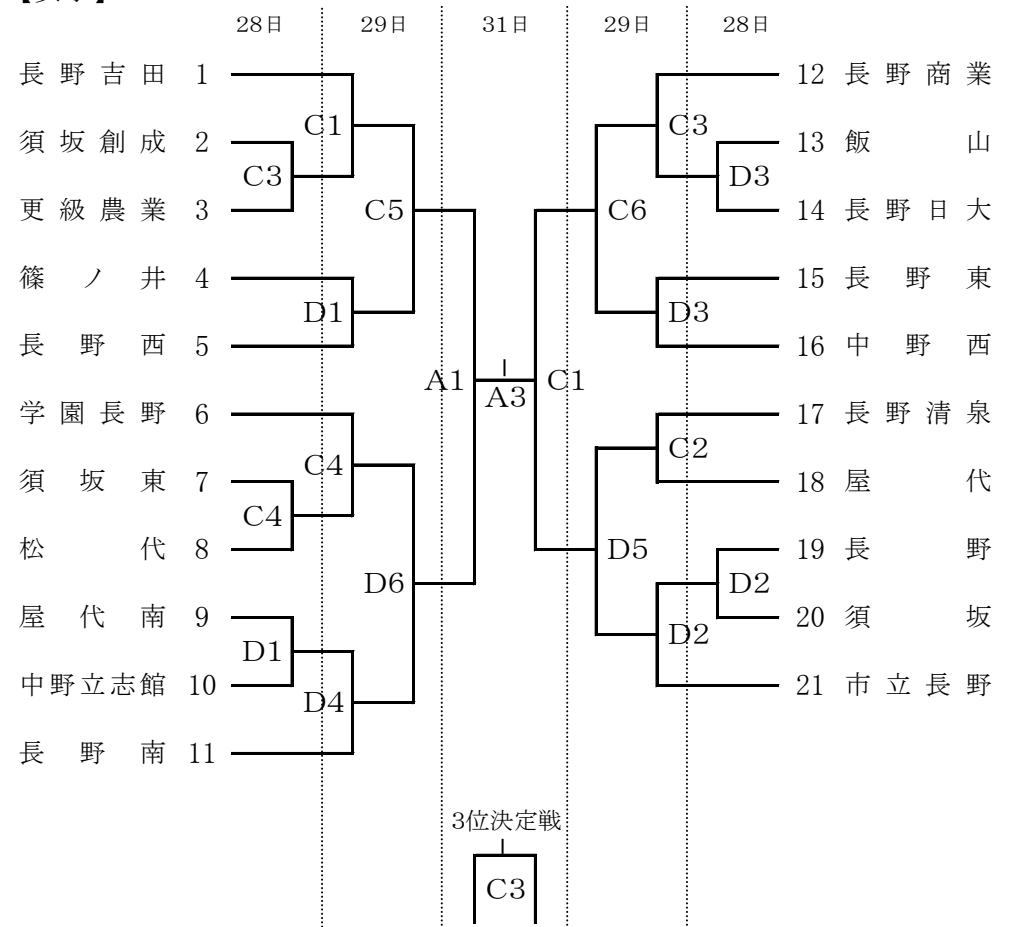 28日 29日 31日 29日 28日
長野吉田 1 12 長野商業
C1 C3
須坂創成 2 13 飯山
C3 D3
更級農業 3 C5 C6 14 長野日大
篠ノ井 4 15 長野東
D1 D3
長野西 5 16 中野西
A1 A3 C1
学園長野 6 17 長野清泉
C4 C2
須坂東 7 18 屋代
C4
松代 8 D5 19 長野
D6 D2
屋代南 9 20 須坂
D1 D2
中野立志館 10 21 市立長野
D4
長野南 11
3位決定戦
C3